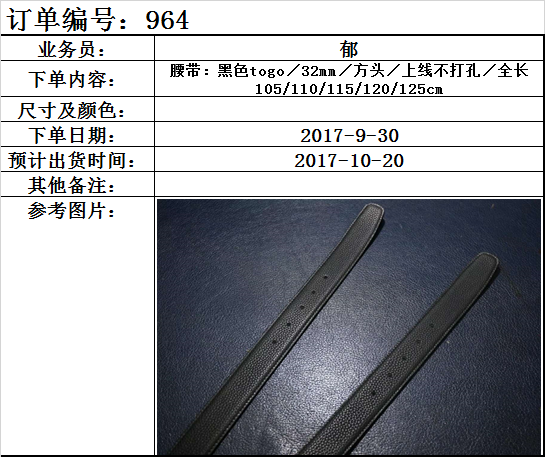 订单编号：964
业务员：
郁
下单内容：
腰带：黑色togo／32mm／方头／上线不打孔／全长
105/110/115/120/125cm
尺寸及颜色：
下单日期：
2017-9-30
预计出货时间：
2017-10-20
其他备注：
参考图片：